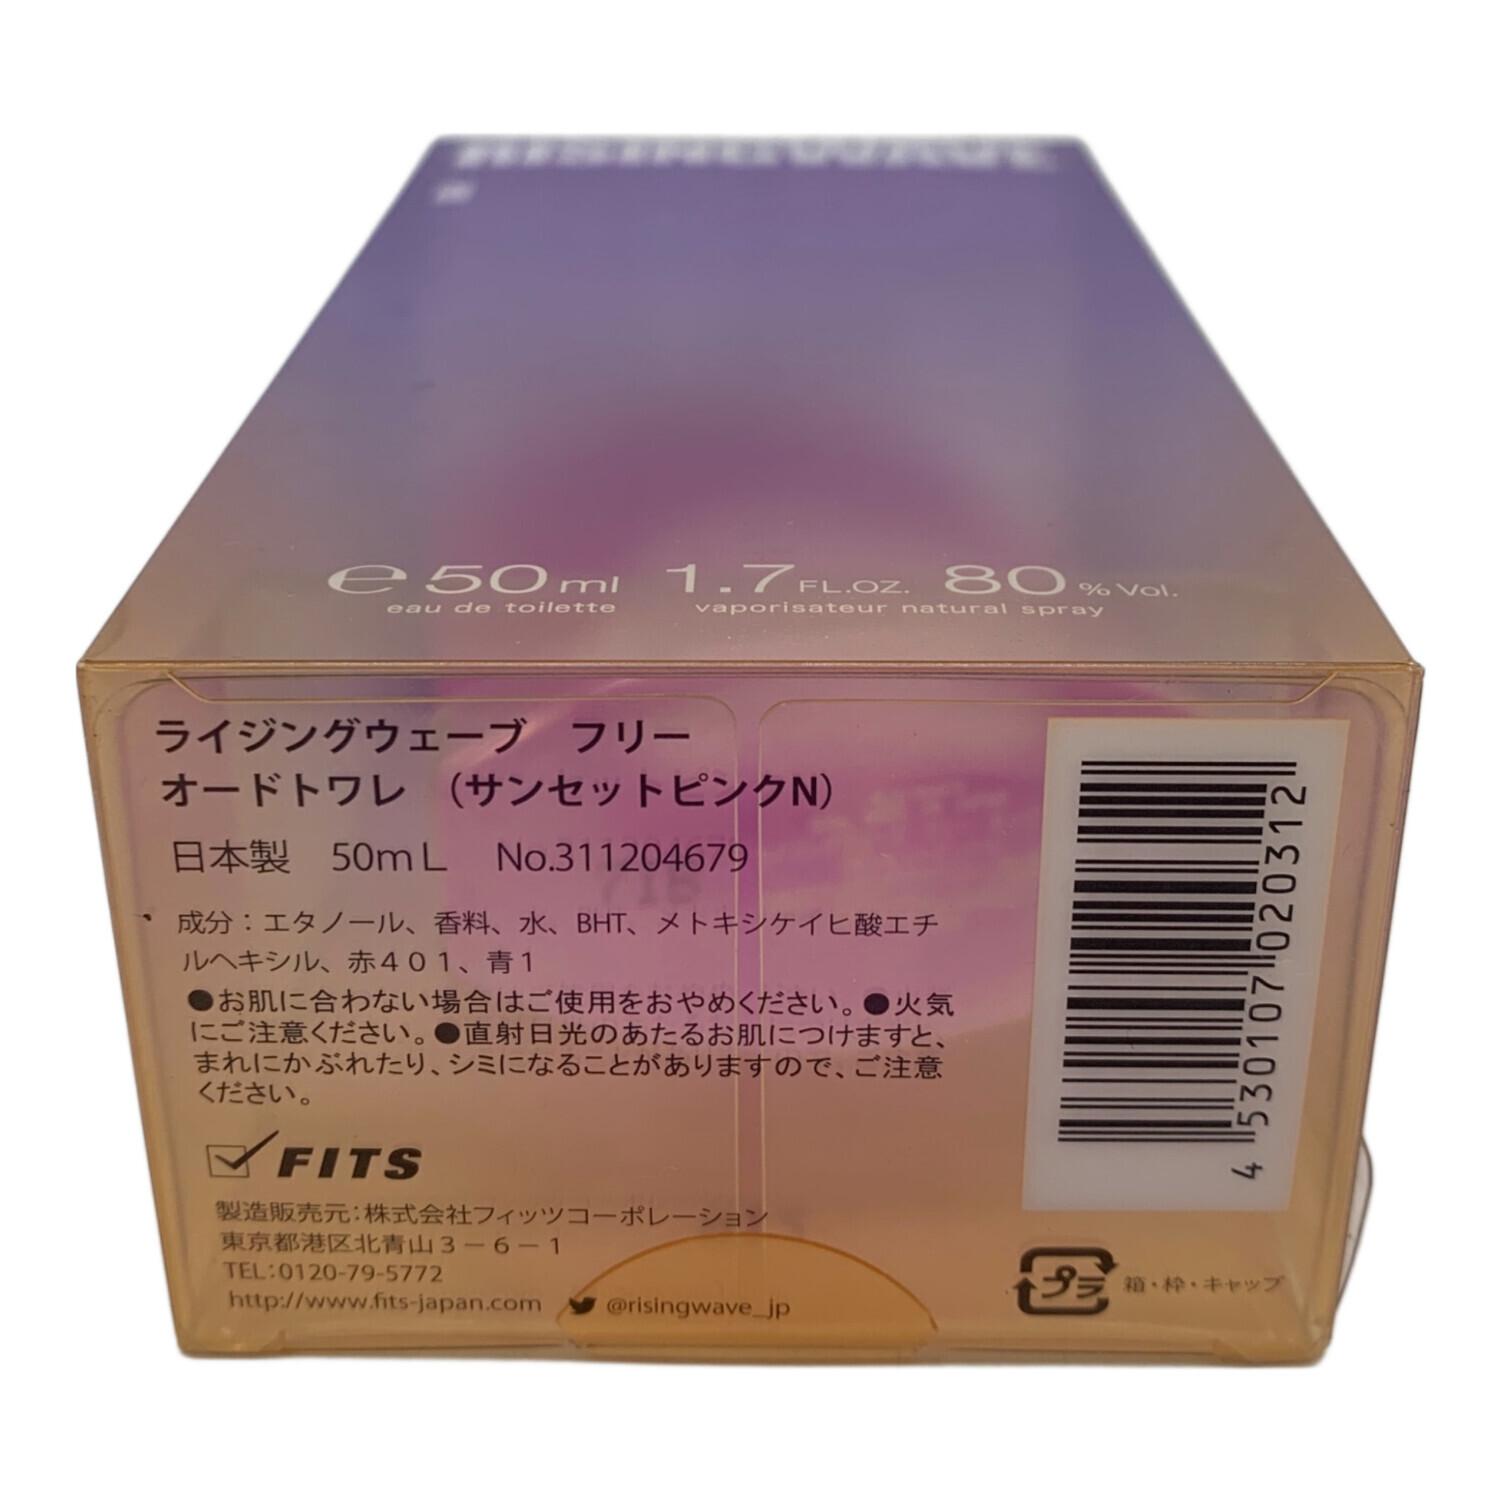 RISINGWAVE
e50ml 1.7FL.OZ. 80%Vol.
eau de toilette vaporisateur natural spray
ライジングウェーブ フリー
オードトワレ （サンセットピンクN）
日本製 50mL No.311204679
成分：エタノール、香料、水、BHT、メトキシケイヒ酸エチ
ルヘキシル、赤401、青1
●お肌に合わない場合はご使用をおやめください。●火気
にご注意ください。●直射日光のあたるお肌につけますと、
まれにかぶれたり、シミになることがありますので、ご注意
ください。
FITS
製造販売元：株式会社フィッツコーポレーション
東京都港区北青山3－6－1
TEL:0120-79-5772
http://www.fits-japan.com @risingwave_jp
4530107020312
プラ 箱・枠・キャップ